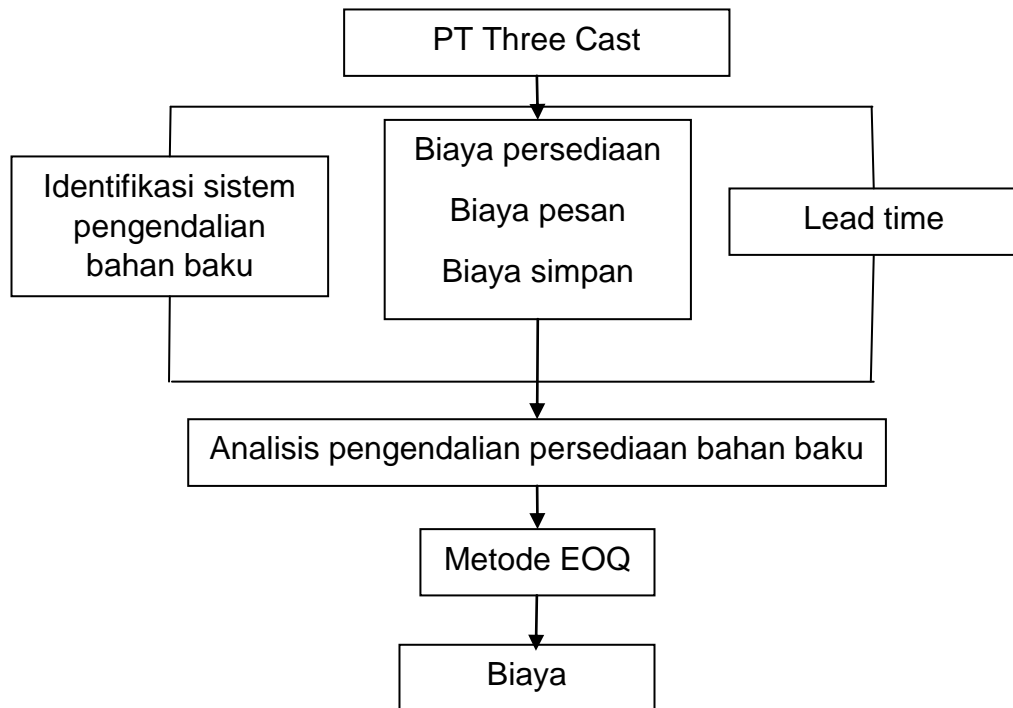 PT Three Cast
Identifikasi sistem
pengendalian
bahan baku
Biaya persediaan
Biaya pesan
Biaya simpan
Lead time
Analisis pengendalian persediaan bahan baku
Metode EOQ
Biaya